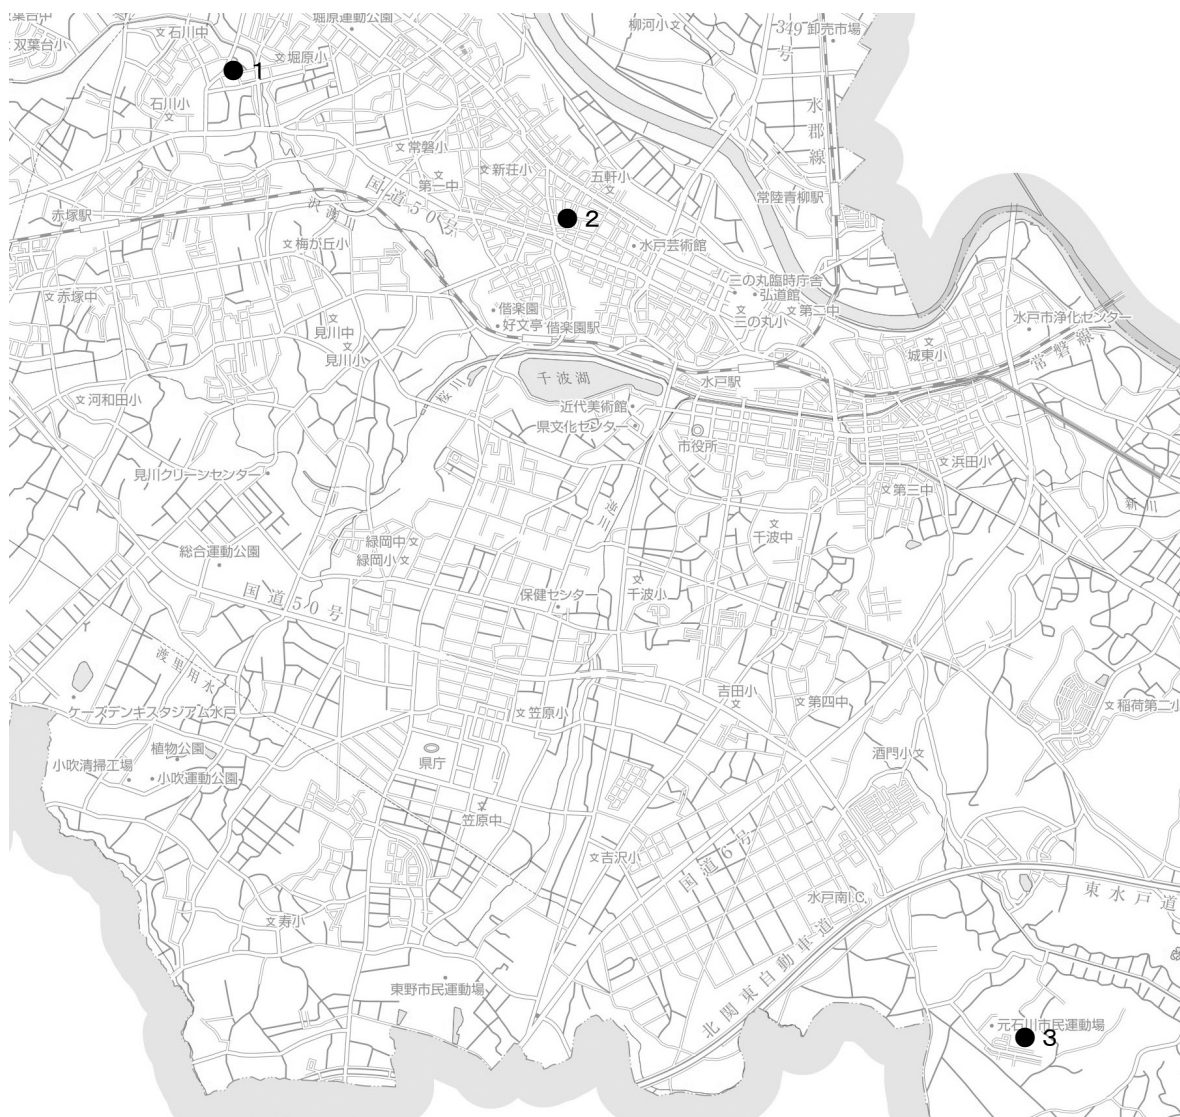 葉台中
堀原運動公園
柳河小
349
卸売市場
石川中
双葉台小
号
堀原小
1
石川小
水郡線
常磐小
新荘小
五軒小
第一中
国道50号
常陸青柳駅
赤塚駅
沢渡川
2
梅が丘小
水戸芸術館
三の丸臨時庁舎
赤塚中
偕楽園
弘道館
第二中
見川中
好文亭
偕楽園駅
三の丸小
水戸市浄化センター
見川小
城東小
常磐線
千波湖
水戸駅
桜川
河和田小
近代美術館
県文化センター
市役所
見川クリーンセンター
浜田小
第三中
新川
逆川
緑岡中
千波中
総合運動公園
緑岡小
国道50号
保健センター
千波小
渡里用水
吉田小
ケーズデンキスタジアム水戸
笠原小
第四中
稲荷第二小
植物公園
県庁
酒門小
小吹清掃工場
小吹運動公園
笠原中
吉沢小
国道6号
水戸南I.C
東水戸道
寿小
北関東自動車道
東野市民運動場
元石川市民運動場
3